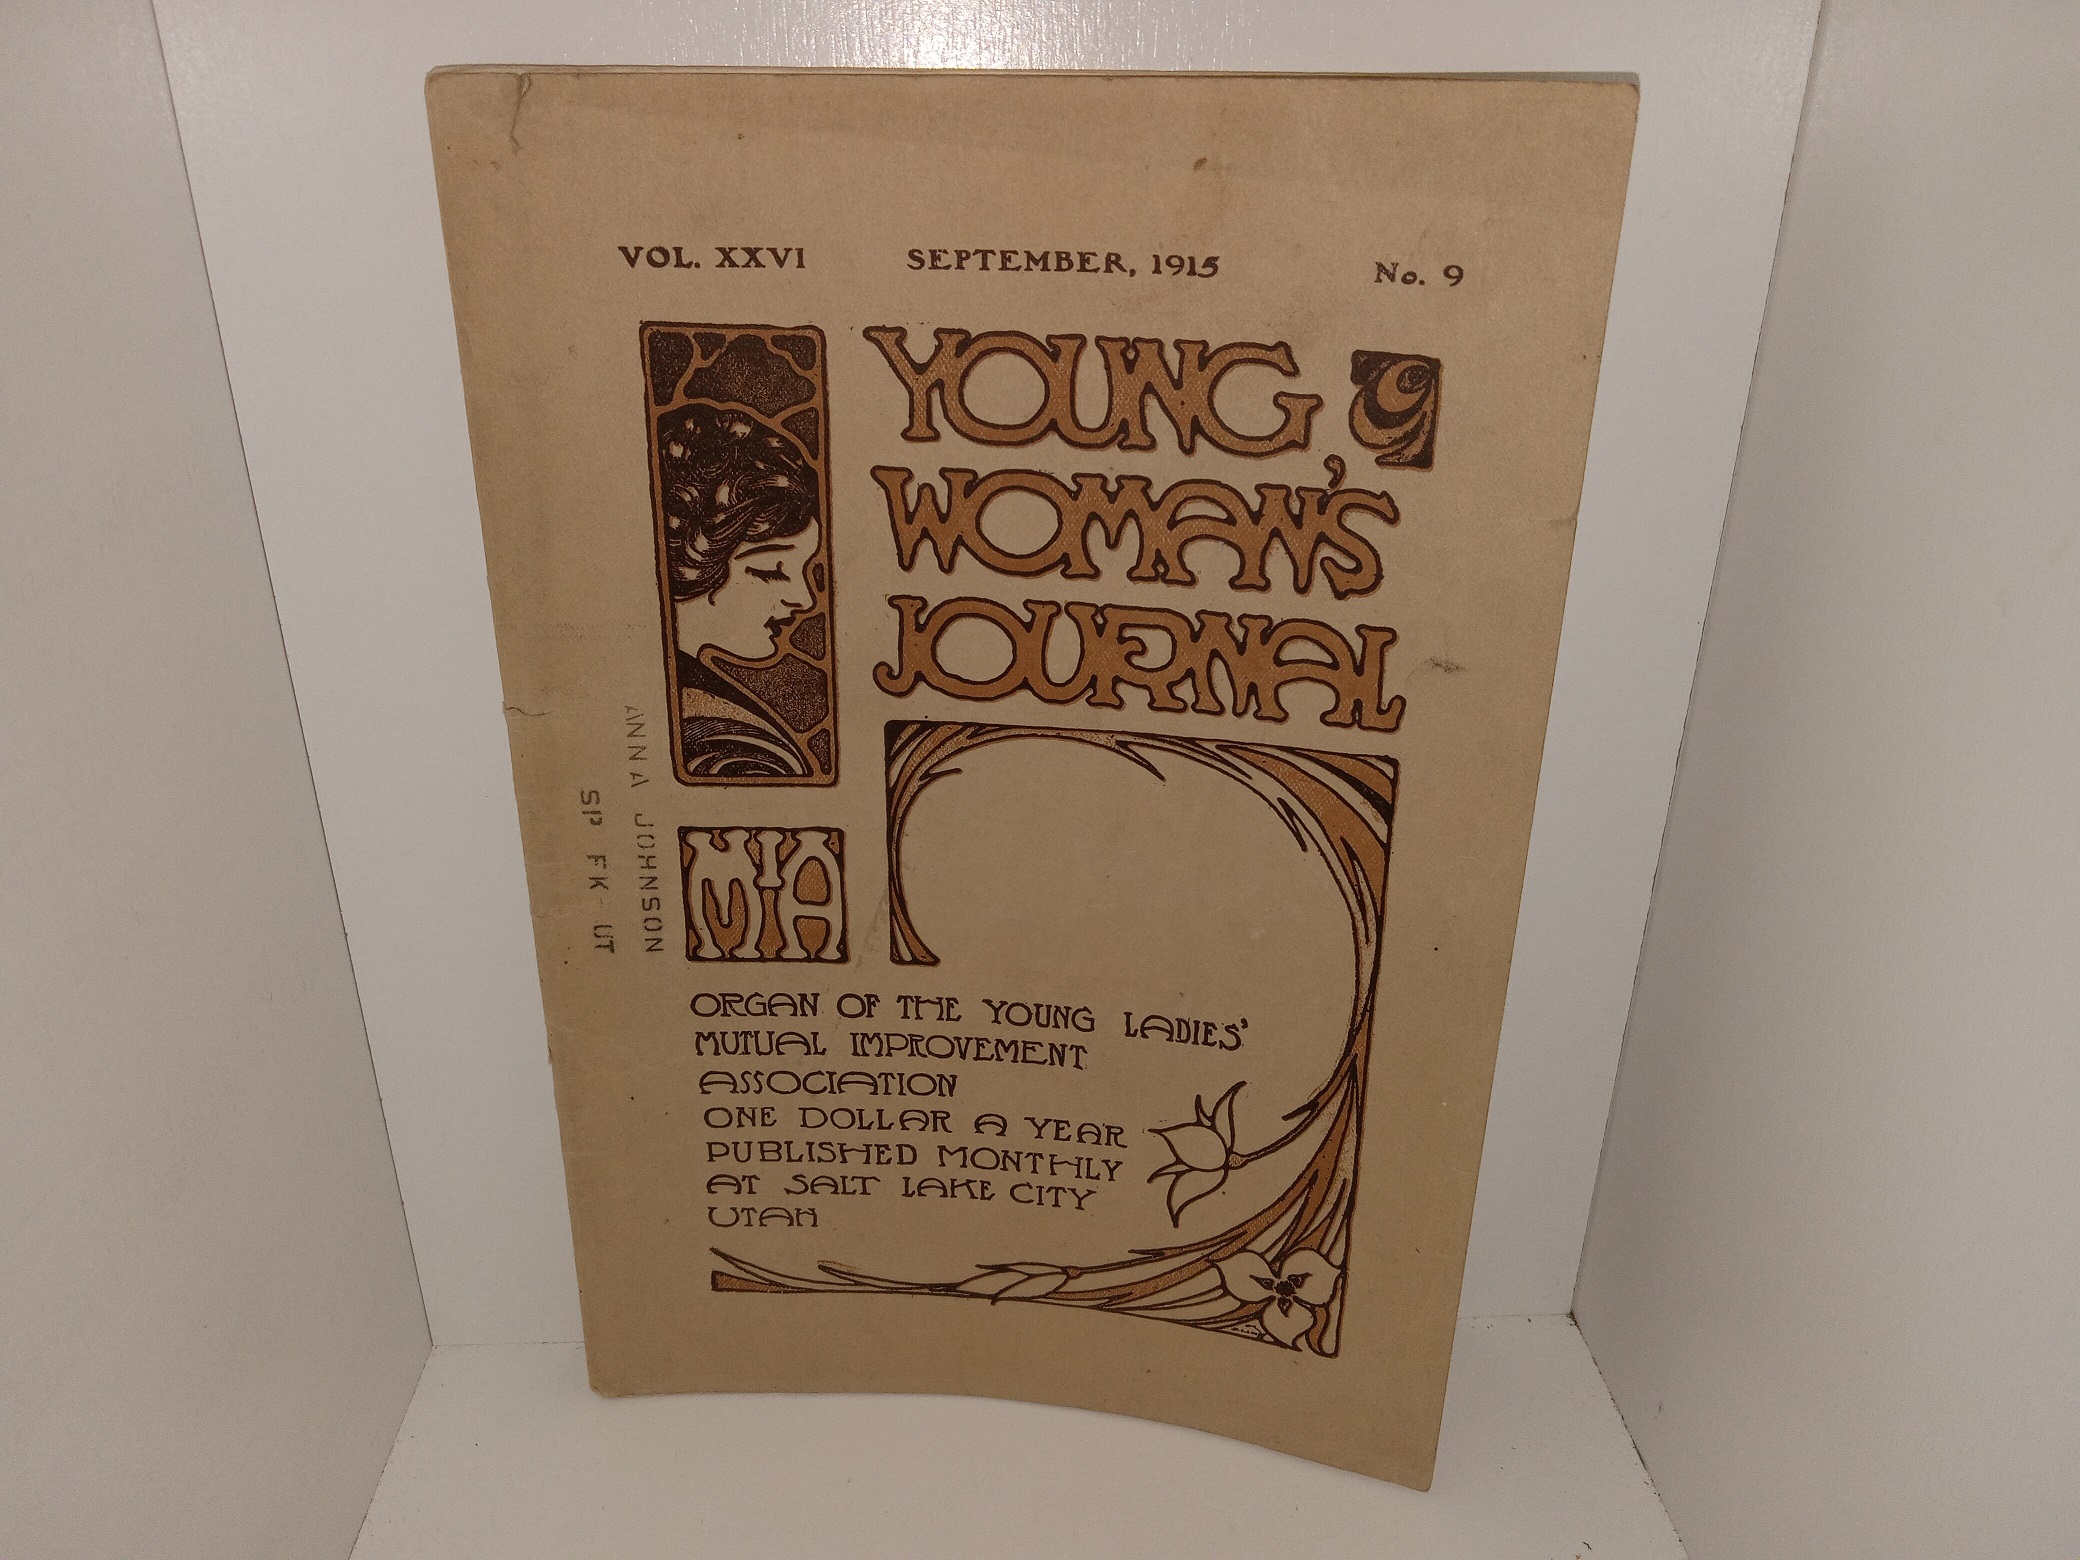 VOL. XXVI SEPTEMBER, 1915 No. 9
YOUNG
WOMAN'S
JOURNAL
MIA
ANNA JOHNSON
SP FK UT
ORGAN OF THE YOUNG LADIES'
MUTUAL IMPROVEMENT
ASSOCIATION
ONE DOLLAR A YEAR
PUBLISHED MONTHLY
AT SALT LAKE CITY
UTAH